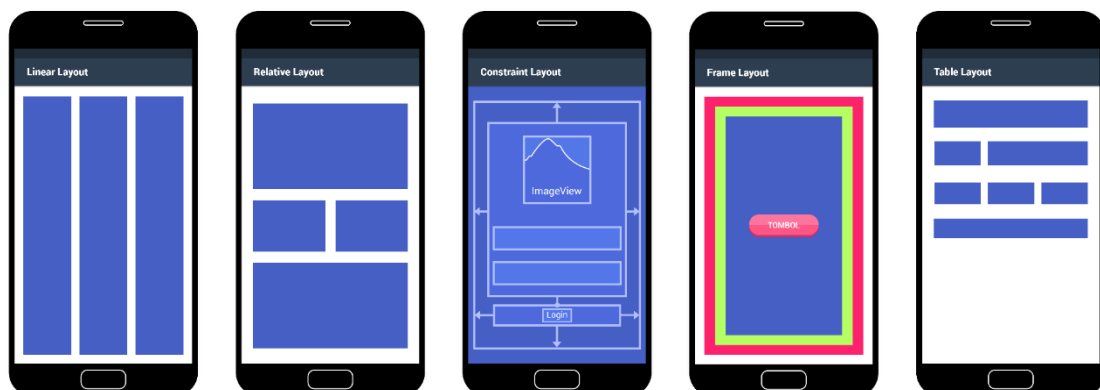 Linear Layout
Relative Layout
Constraint Layout
ImageView
Login
Frame Layout
TOMBOL
Table Layout